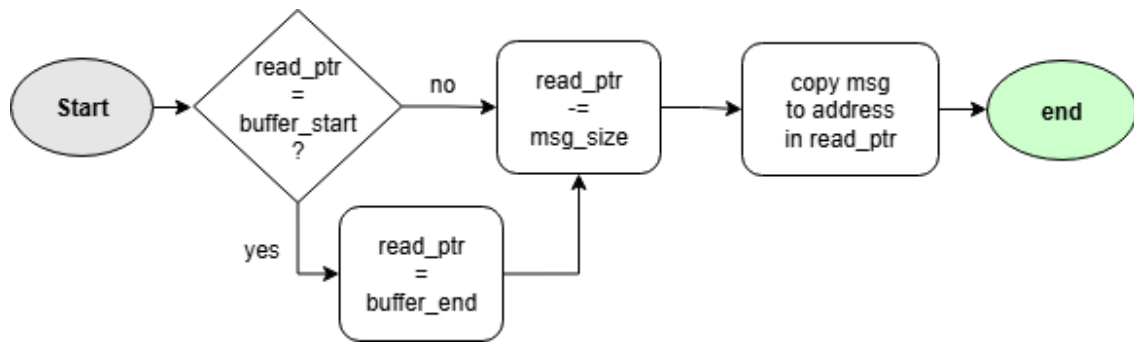 Start
read_ptr
=
buffer_start
?
no
yes
read_ptr
=
buffer_end
read_ptr
-=
msg_size
copy msg
to address
in read_ptr
end